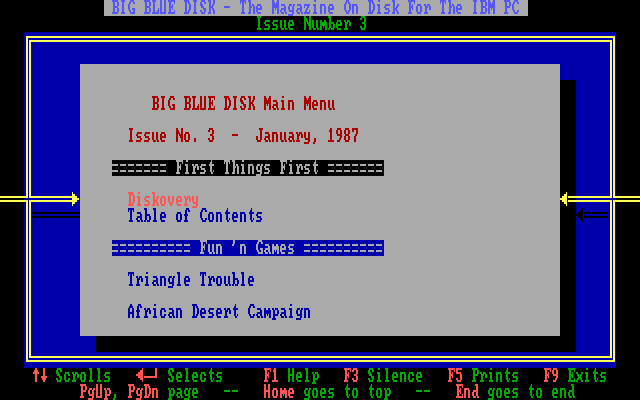 BIG BLUE DISK - The Magazine On Disk For The IBM PC
Issue Number 3
BIG BLUE DISK Main Menu
Issue No. 3  -  January, 1987
======= First Things First =======
Diskovery
Table of Contents
========== Fun 'n Games ==========
Triangle Trouble
African Desert Campaign
↑↓ Scrolls   ◄─┘ Selects     F1 Help   F3 Silence   F5 Prints   F9 Exits
PgUp, PgDn page   --   Home goes to top   --   End goes to end